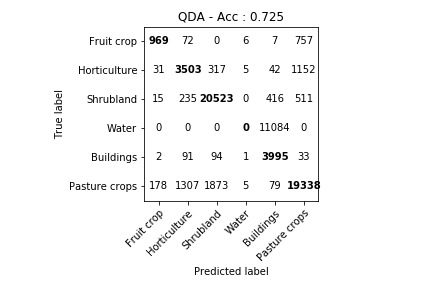 QDA - Acc : 0.725
True label
Fruit crop 969 72 0 6 7 757
Horticulture 31 3503 317 5 42 1152
Shrubland 15 235 20523 0 416 511
Water 0 0 0 0 11084 0
Buildings 2 91 94 1 3995 33
Pasture crops 178 1307 1873 5 79 19338
Fruit crop Horticulture Shrubland Water Buildings Pasture crops
Predicted label